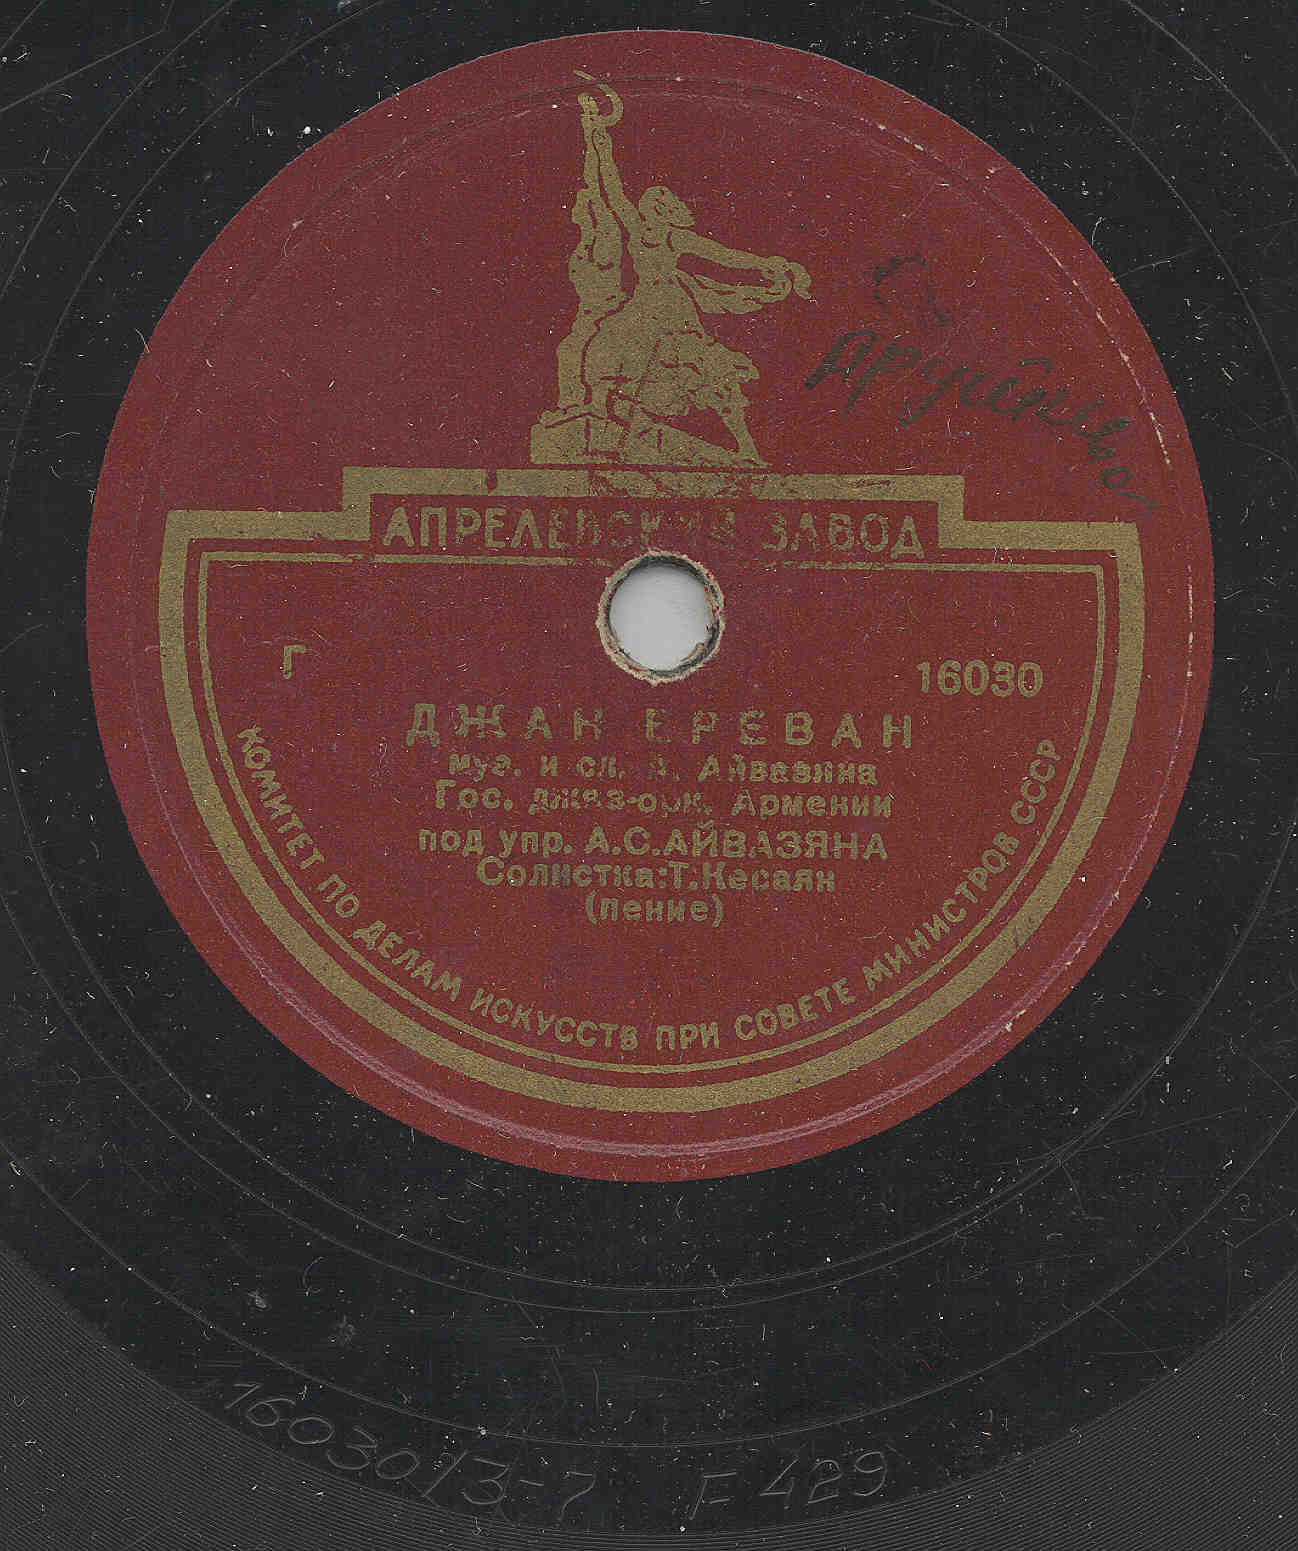 АПРЕЛЕВСКИЙ ЗАВОД
Г
16030
ДЖАН ЕРЕВАН
муз. и сл. А. Айвазяна
Гос. джаз-орк. Армении
под упр. А.С.АЙВАЗЯНА
Солистка:Т.Кесаян
(пение)
КОМИТЕТ ПО ДЕЛАМ ИСКУССТВ ПРИ СОВЕТЕ МИНИСТРОВ СССР
16030/3-7 F 429